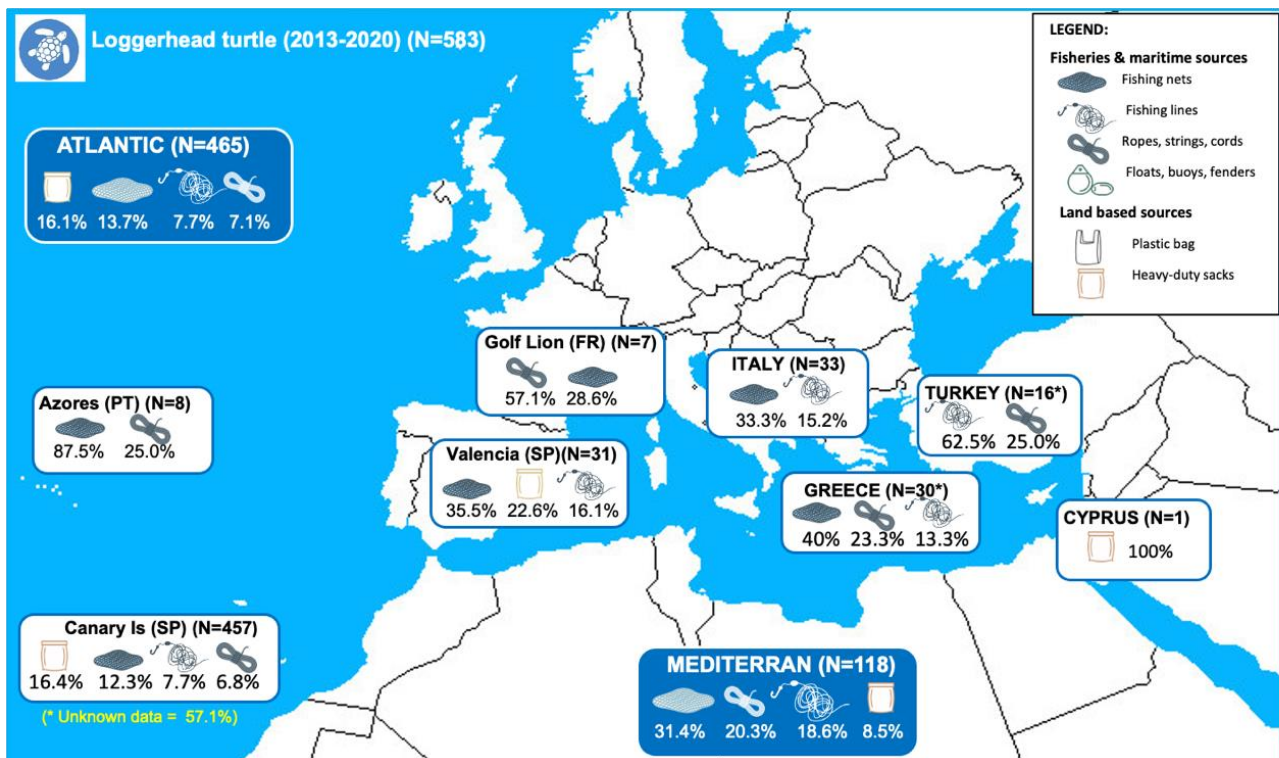 Loggerhead turtle (2013-2020) (N=583)
LEGEND:
Fisheries & maritime sources
Fishing nets
Fishing lines
Ropes, strings, cords
Floats, buoys, fenders
Land based sources
Plastic bag
Heavy-duty sacks
ATLANTIC (N=465)
16.1% 13.7% 7.7% 7.1%
Golf Lion (FR) (N=7)
57.1% 28.6%
ITALY (N=33)
33.3% 15.2%
TURKEY (N=16*)
62.5% 25.0%
Azores (PT) (N=8)
87.5% 25.0%
Valencia (SP)(N=31)
35.5% 22.6% 16.1%
GREECE (N=30*)
40% 23.3% 13.3%
CYPRUS (N=1)
100%
Canary Is (SP) (N=457)
16.4% 12.3% 7.7% 6.8%
(* Unknown data = 57.1%)
MEDITERRAN (N=118)
31.4% 20.3% 18.6% 8.5%